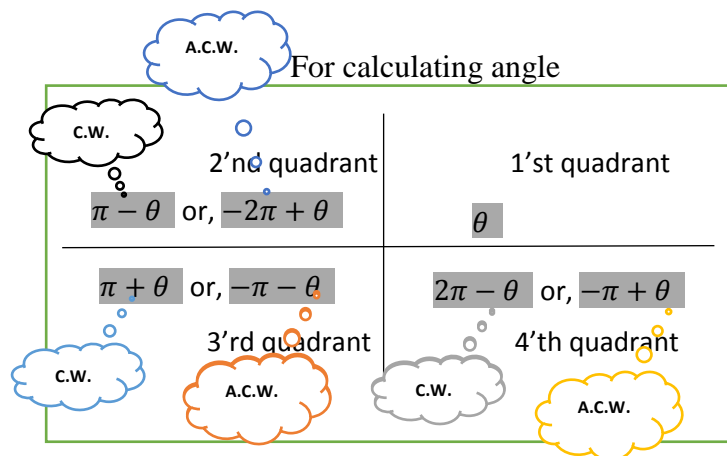 A.C.W.
For calculating angle
C.W.
2'nd quadrant
1'st quadrant
π − θ or, −2π + θ
θ
π + θ or, −π − θ
2π − θ or, −π + θ
3'rd quadrant
4'th quadrant
C.W.
A.C.W.
C.W.
A.C.W.